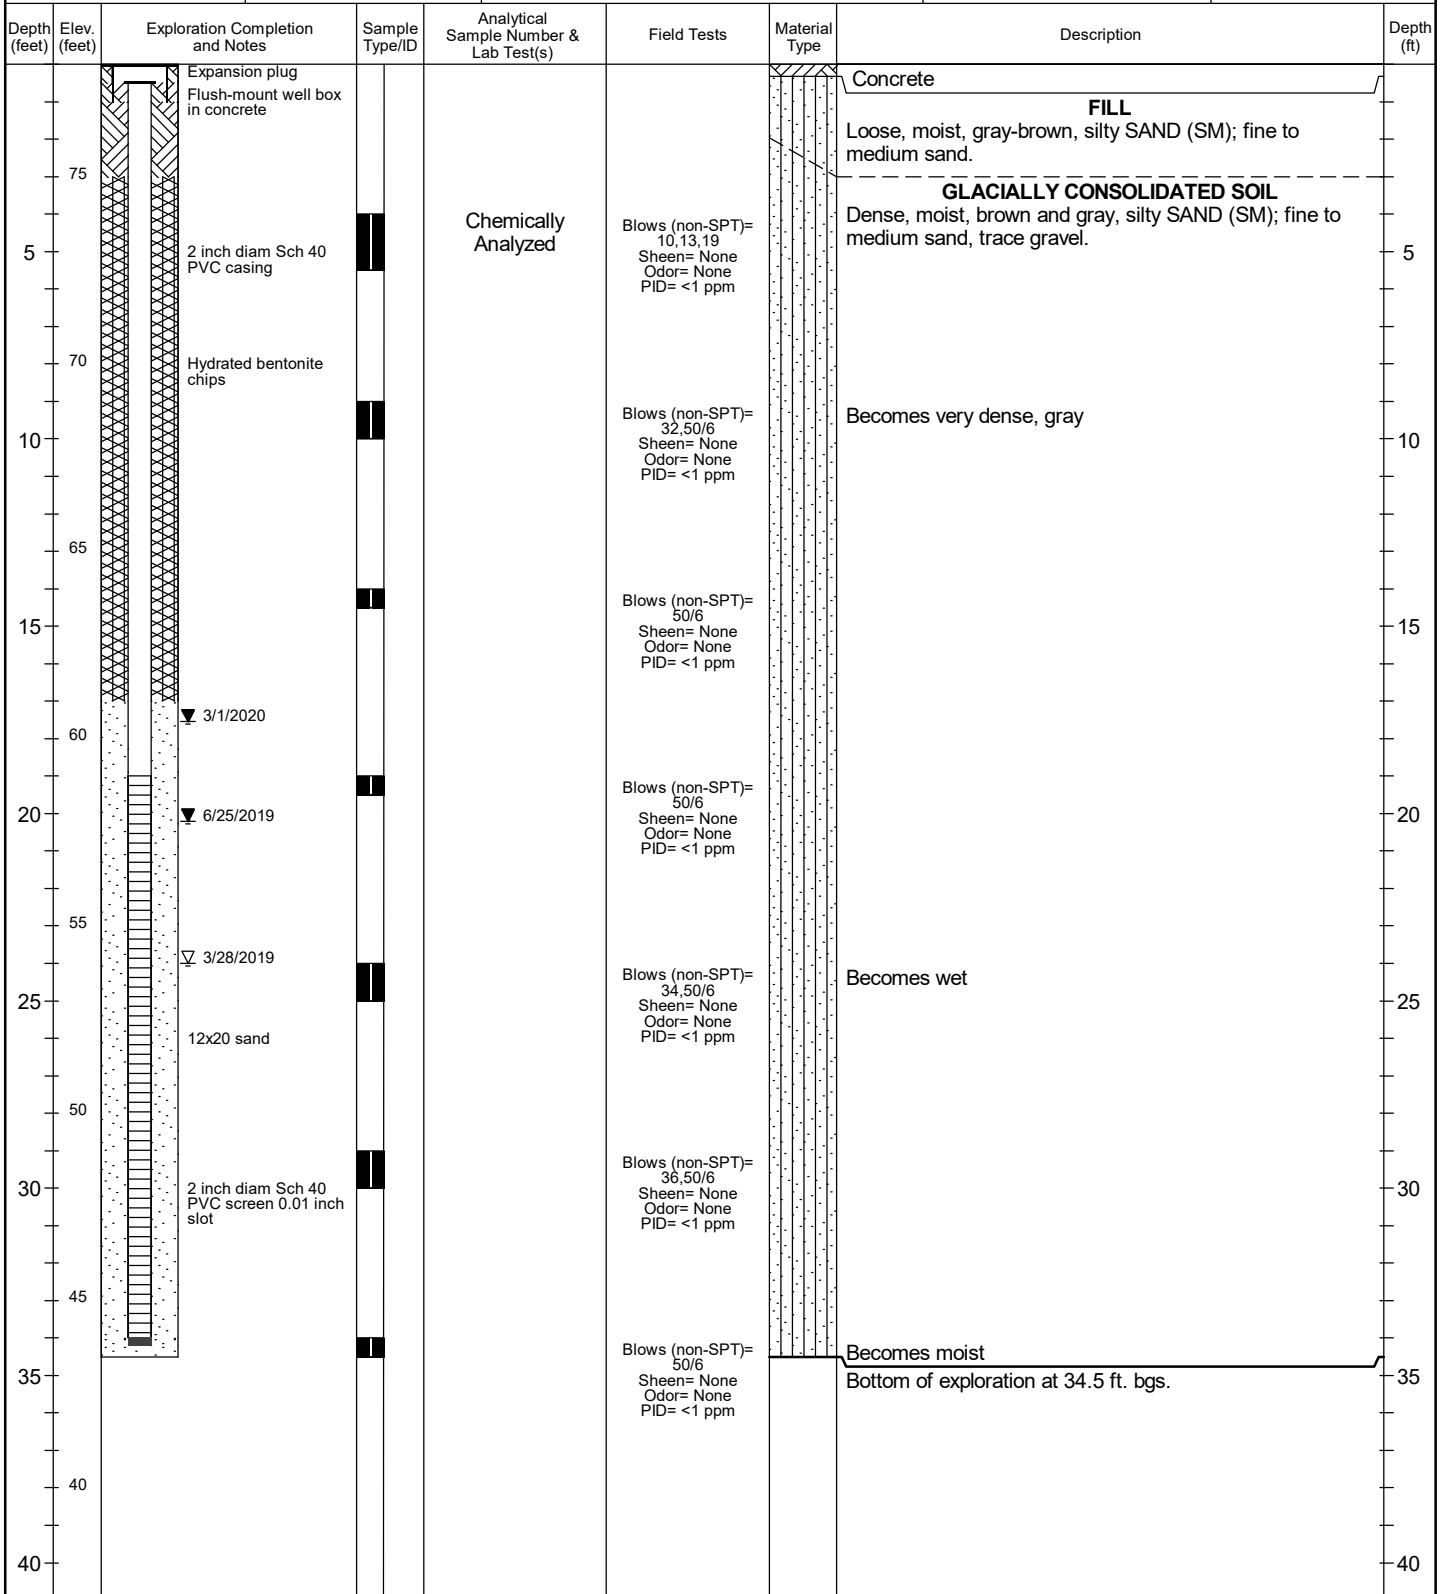 Depth
(feet)
Elev.
(feet)
Exploration Completion
and Notes
Sample
Type/ID
Analytical
Sample Number &
Lab Test(s)
Field Tests
Material
Type
Description
Depth
(ft)
Expansion plug
Flush-mount well box
in concrete
Concrete
FILL
Loose, moist, gray-brown, silty SAND (SM); fine to
medium sand.
75
GLACIALLY CONSOLIDATED SOIL
Dense, moist, brown and gray, silty SAND (SM); fine to
medium sand, trace gravel.
5
2 inch diam Sch 40
PVC casing
Chemically
Analyzed
Blows (non-SPT)=
10,13,19
Sheen= None
Odor= None
PID= <1 ppm
5
70
Hydrated bentonite
chips
10
Blows (non-SPT)=
32,50/6
Sheen= None
Odor= None
PID= <1 ppm
Becomes very dense, gray
10
65
15
Blows (non-SPT)=
50/6
Sheen= None
Odor= None
PID= <1 ppm
15
3/1/2020
60
20
6/25/2019
Blows (non-SPT)=
50/6
Sheen= None
Odor= None
PID= <1 ppm
20
55
3/28/2019
25
Blows (non-SPT)=
34,50/6
Sheen= None
Odor= None
PID= <1 ppm
Becomes wet
25
12x20 sand
50
30
2 inch diam Sch 40
PVC screen 0.01 inch
slot
Blows (non-SPT)=
36,50/6
Sheen= None
Odor= None
PID= <1 ppm
30
45
35
Blows (non-SPT)=
50/6
Sheen= None
Odor= None
PID= <1 ppm
Becomes moist
Bottom of exploration at 34.5 ft. bgs.
35
40
40
40